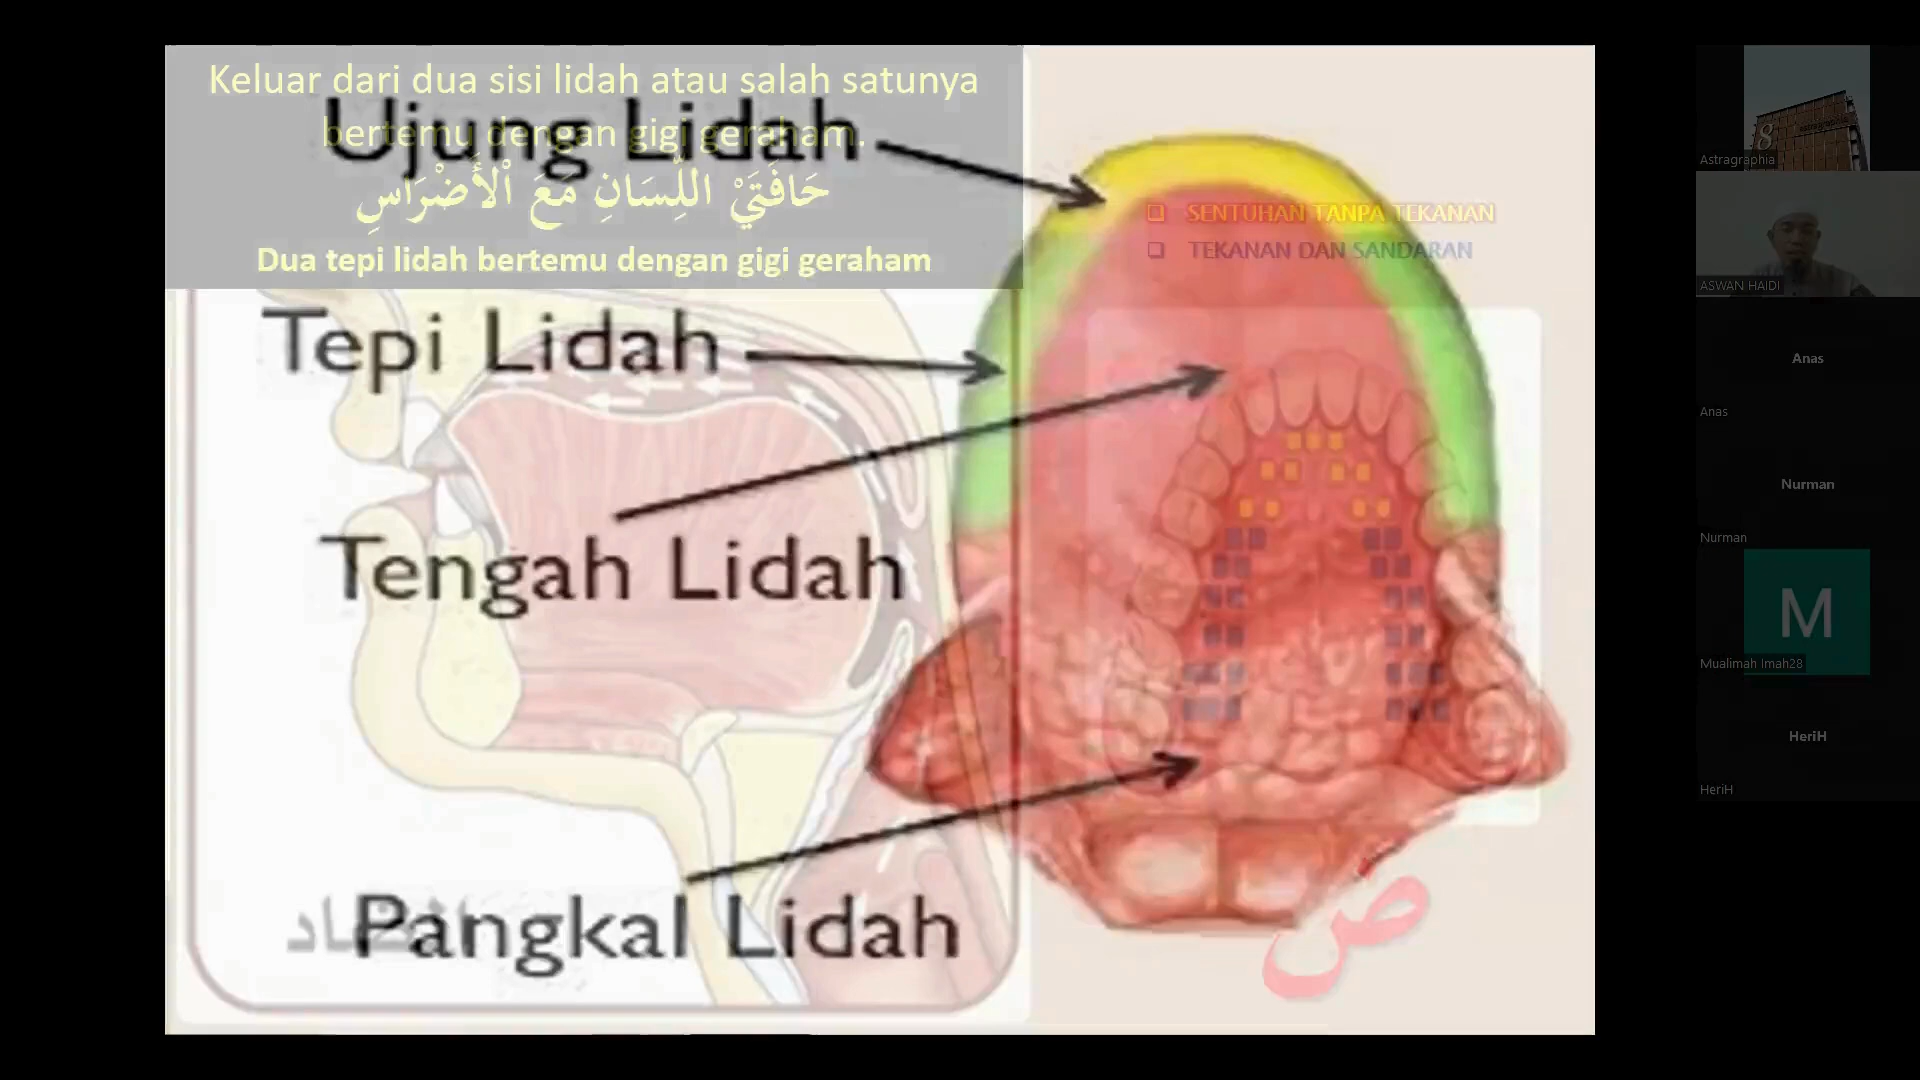 Keluar dari dua sisi lidah atau salah satunya
bertemu dengan gigi geraham.
حَافَتَيْ اللِّسَانِ مَعَ اْلأَضْرَاسِ
Dua tepi lidah bertemu dengan gigi geraham
Ujung Lidah
SENTUHAN TANPA TEKANAN
TEKANAN DAN SANDARAN
Tepi Lidah
Tengah Lidah
Pangkal Lidah
8
Astragraphia
ASWAN HAIDI
Anas
Anas
Nurman
Nurman
M
Mualimah Imah28
HeriH
HeriH